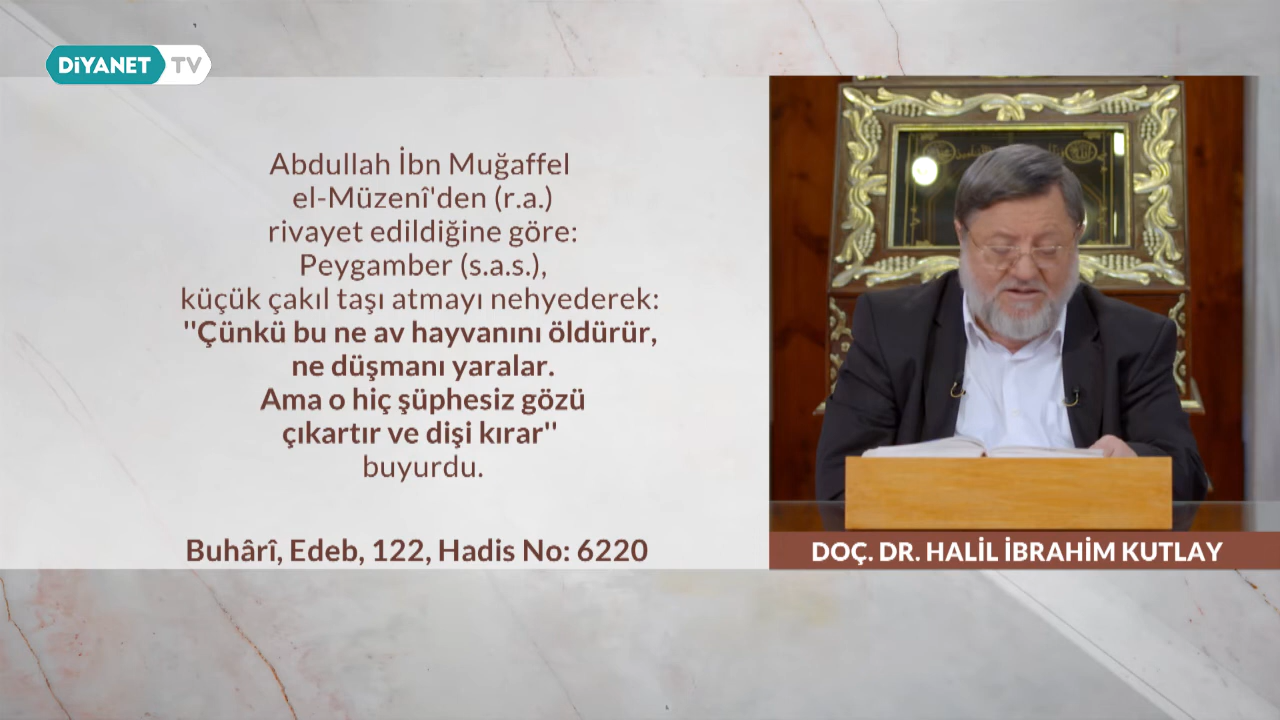 DİYANET TV
Abdullah İbn Muğaffel
el-Müzenî'den (r.a.)
rivayet edildiğine göre:
Peygamber (s.a.s.),
küçük çakıl taşı atmayı nehyederek:
"Çünkü bu ne av hayvanını öldürür,
ne düşmanı yaralar.
Ama o hiç şüphesiz gözü
çıkartır ve dişi kırar"
buyurdu.
Buhârî, Edeb, 122, Hadis No: 6220
DOÇ. DR. HALİL İBRAHİM KUTLAY